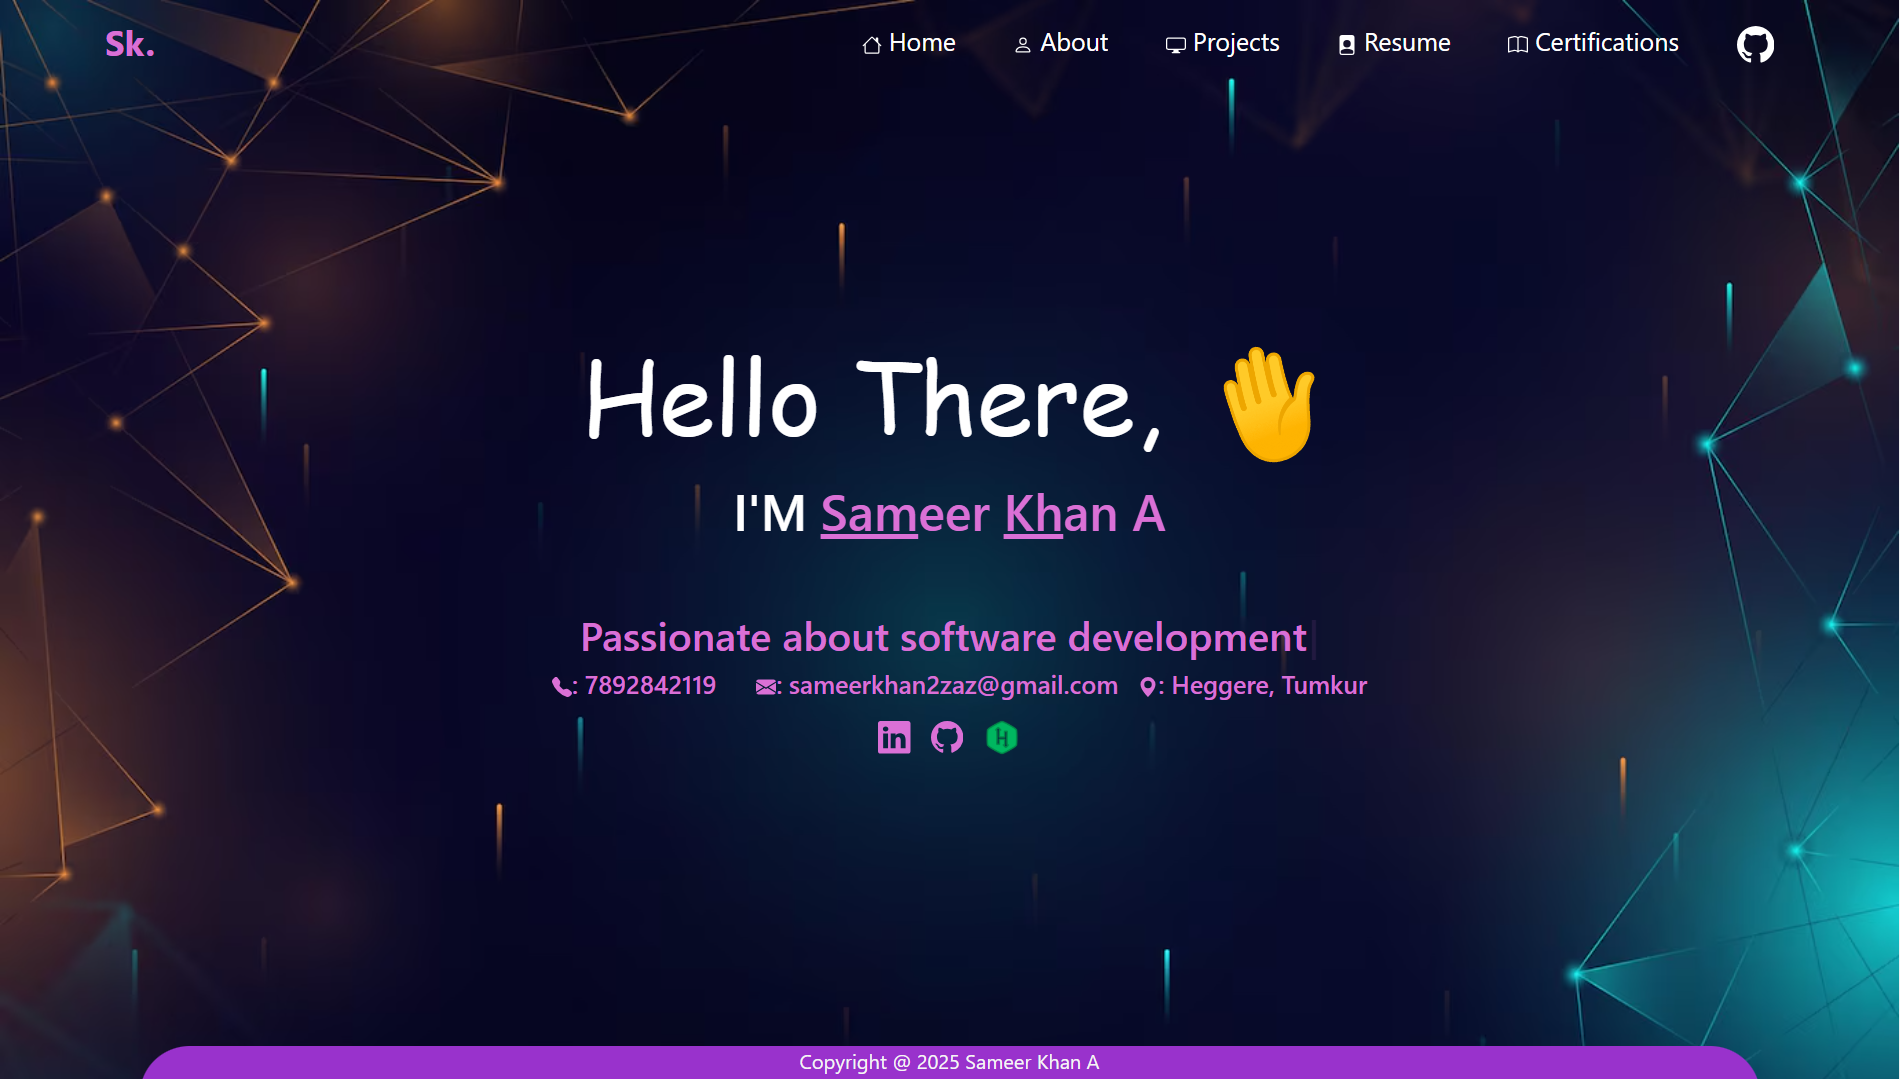 Sk.
Home About Projects Resume Certifications
Hello There,
I'M Sameer Khan A
Passionate about software development
: 7892842119 : sameerkhan2zaz@gmail.com : Heggere, Tumkur
in H
Copyright @ 2025 Sameer Khan A